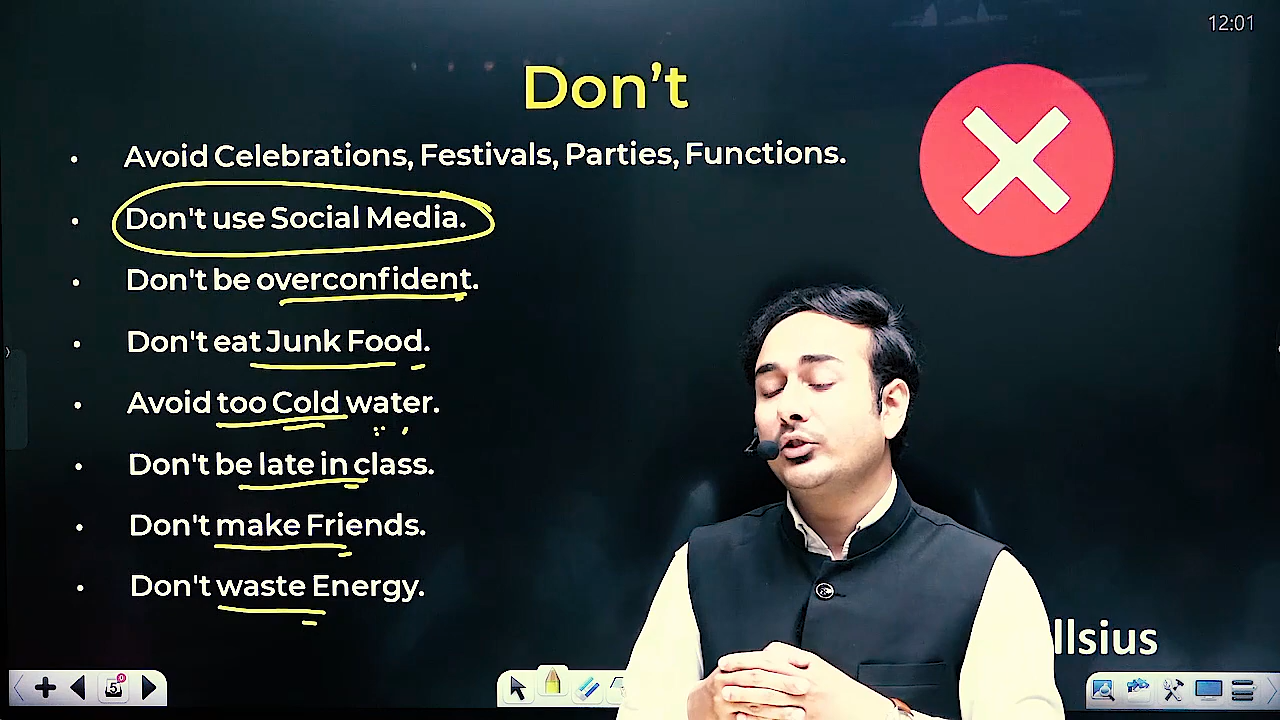 12:01
Don't
• Avoid Celebrations, Festivals, Parties, Functions.
• Don't use Social Media.
• Don't be overconfident.
• Don't eat Junk Food.
• Avoid too Cold water.
• Don't be late in class.
• Don't make Friends.
• Don't waste Energy.
llsius
5